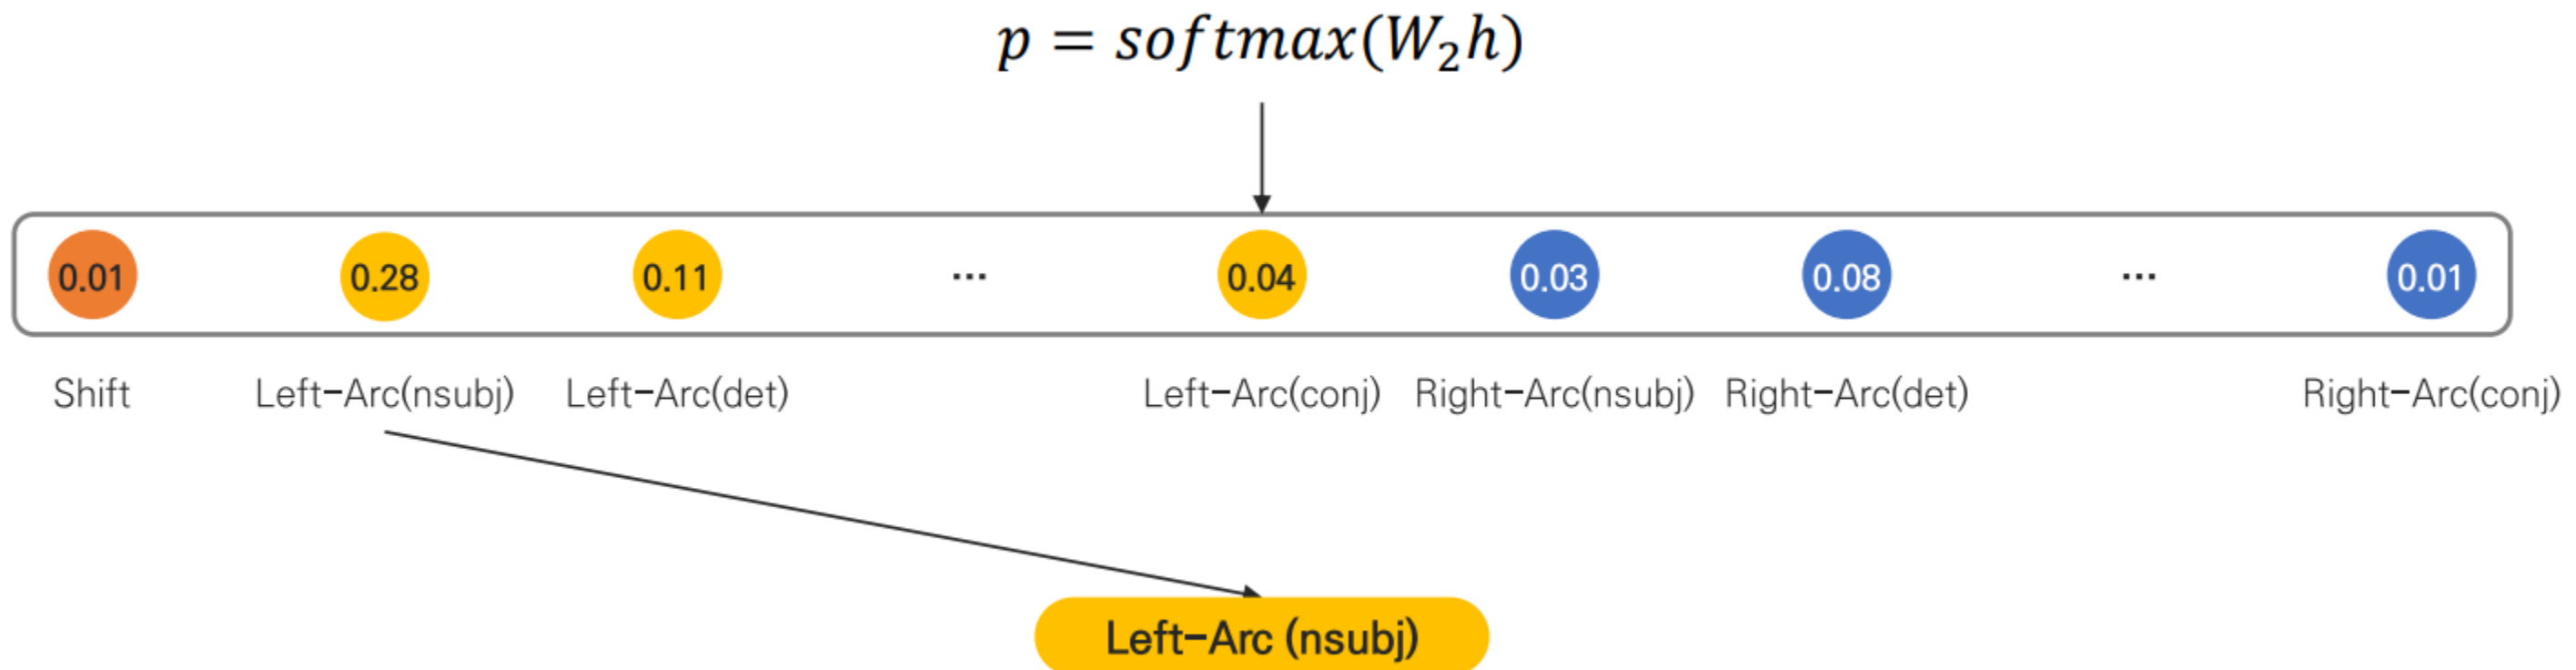 p = softmax(W₂h)
0.01 0.28 0.11 ... 0.04 0.03 0.08 ... 0.01
Shift Left-Arc(nsubj) Left-Arc(det) Left-Arc(conj) Right-Arc(nsubj) Right-Arc(det) Right-Arc(conj)
Left-Arc (nsubj)